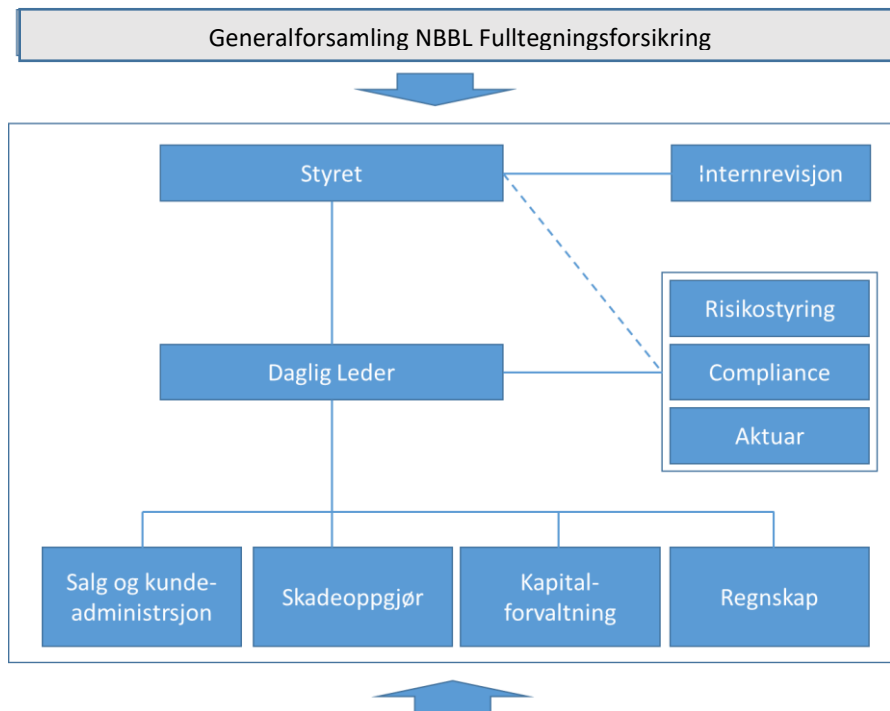 Generalforsamling NBBL Fulltegningsforsikring
Styret
Internrevisjon
Risikostyring
Daglig Leder
Compliance
Aktuar
Salg og kunde-
administrsjon
Skadeoppgjør
Kapital-
forvaltning
Regnskap